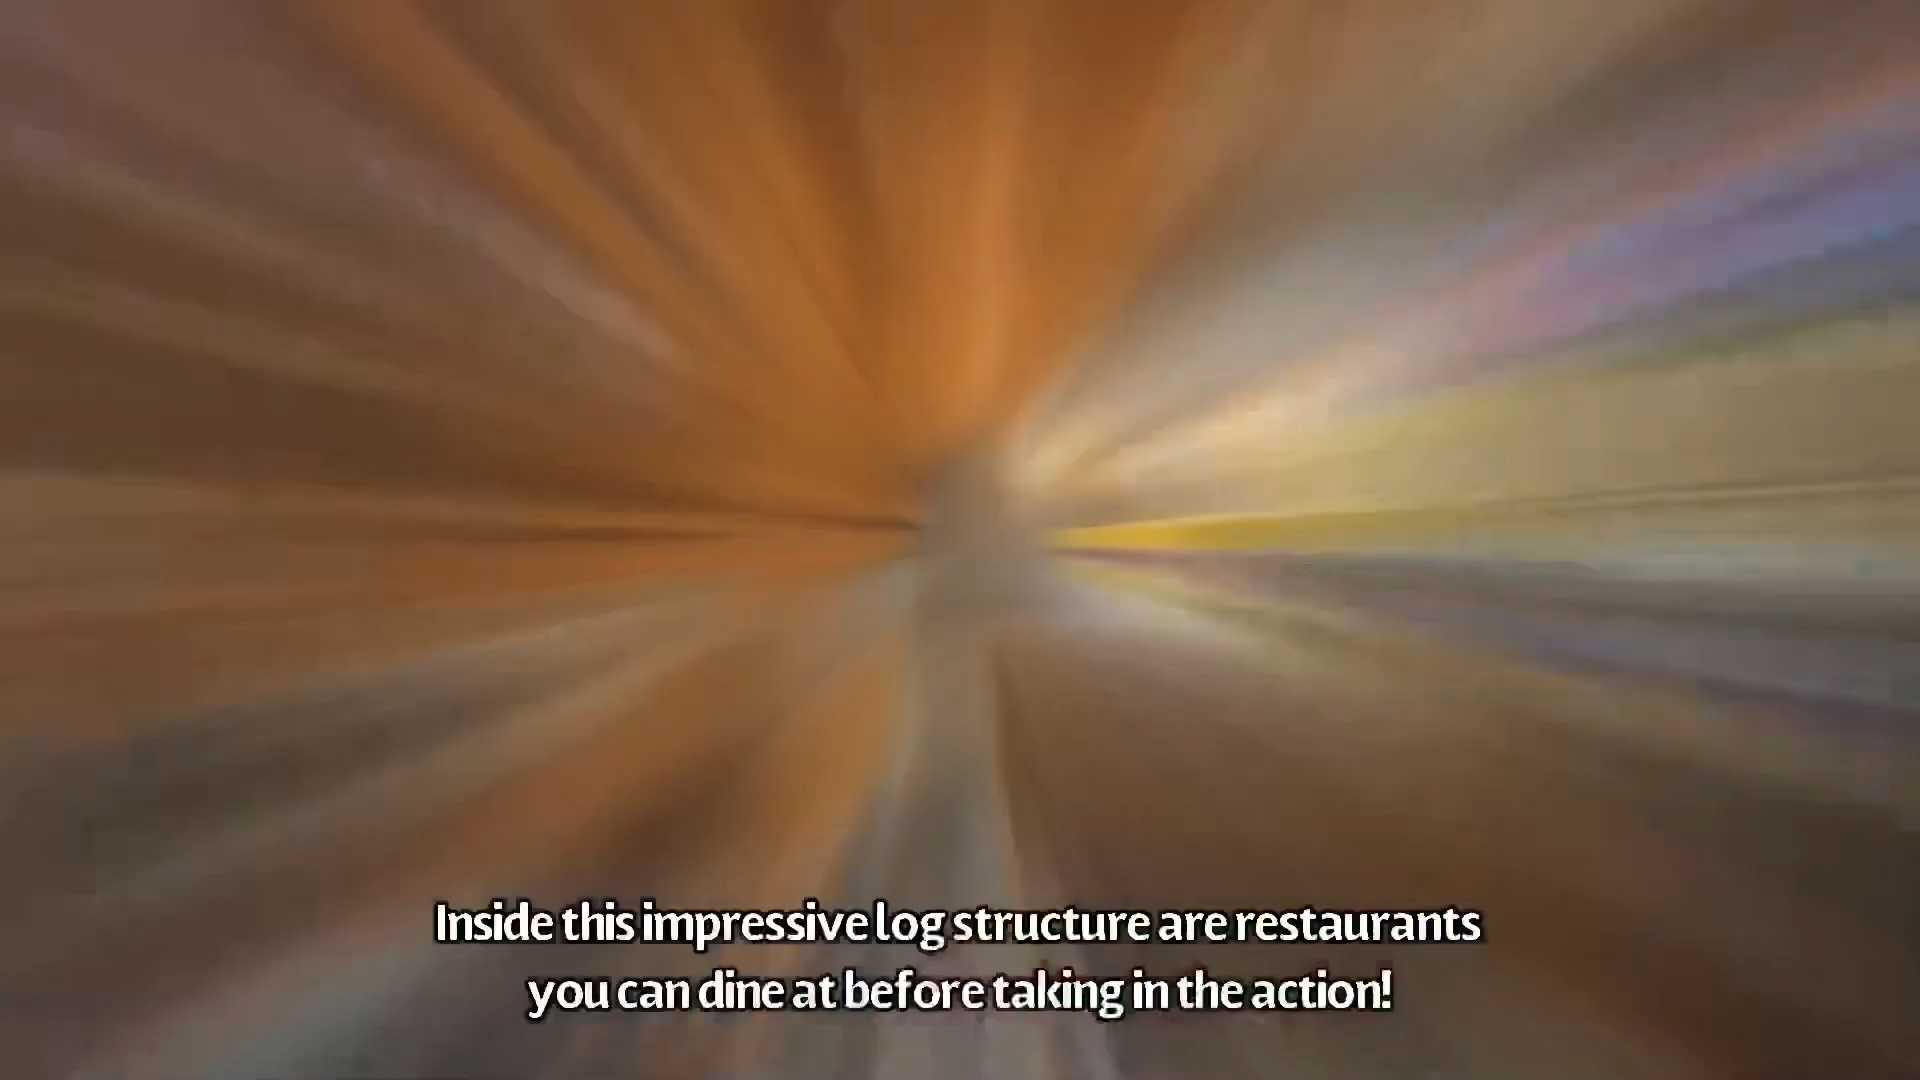 Inside this impressive log structure are restaurants
you can dine at before taking in the action!